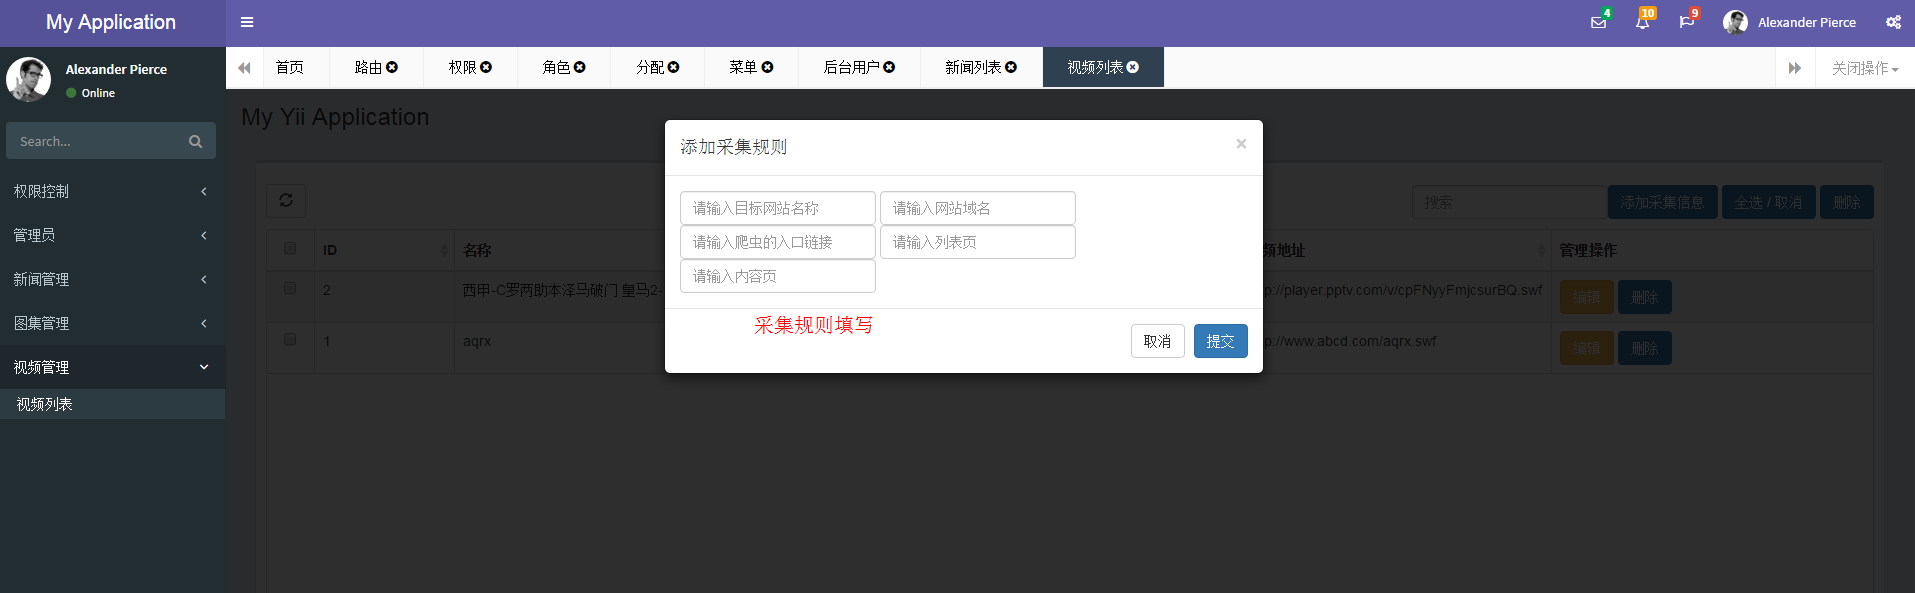 My Application
4
10
9
Alexander Pierce
Alexander Pierce
Online
Search...
权限控制
管理员
新闻管理
图集管理
视频管理
视频列表
首页
路由
权限
角色
分配
菜单
后台用户
新闻列表
视频列表
关闭操作
My Yii Application
添加采集规则
×
请输入目标网站名称
请输入网站域名
请输入爬虫的入口链接
请输入列表页
请输入内容页
采集规则填写
取消
提交
搜索
添加采集信息
全选 / 取消
删除
ID
名称
频地址
管理操作
2
西甲-C罗两助本泽马破门 皇马2-
p://player.pptv.com/v/cpFNyyFmjcsurBQ.swf
编辑
删除
1
aqrx
p://www.abcd.com/aqrx.swf
编辑
删除